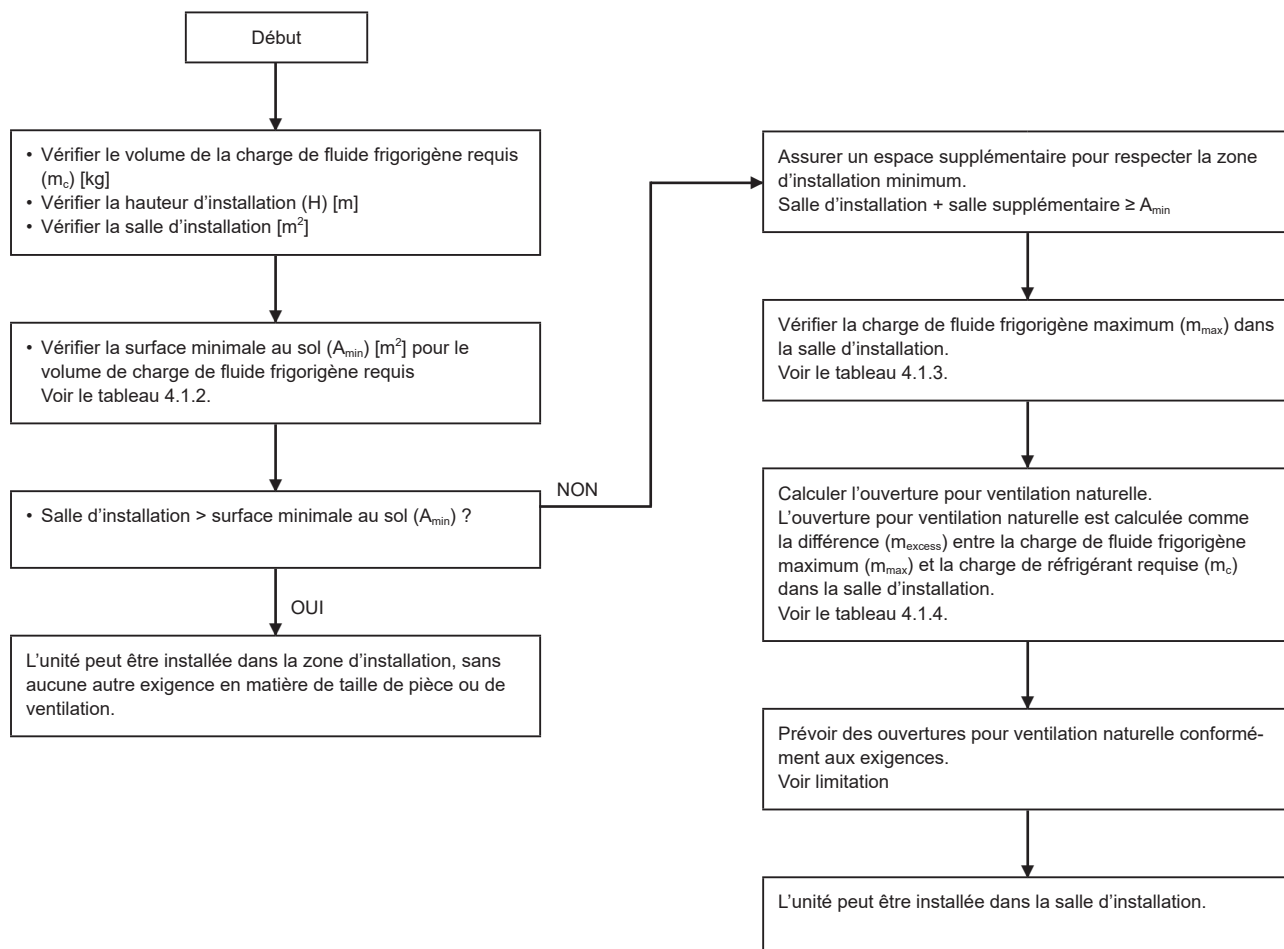 Début
• Vérifier le volume de la charge de fluide frigorigène requis
(mc) [kg]
• Vérifier la hauteur d’installation (H) [m]
• Vérifier la salle d’installation [m2]
• Vérifier la surface minimale au sol (Amin) [m2] pour le
volume de charge de fluide frigorigène requis
Voir le tableau 4.1.2.
• Salle d’installation > surface minimale au sol (Amin) ?
NON
OUI
L’unité peut être installée dans la zone d’installation, sans
aucune autre exigence en matière de taille de pièce ou de
ventilation.
Assurer un espace supplémentaire pour respecter la zone
d’installation minimum.
Salle d’installation + salle supplémentaire ≥ Amin
Vérifier la charge de fluide frigorigène maximum (mmax) dans
la salle d’installation.
Voir le tableau 4.1.3.
Calculer l’ouverture pour ventilation naturelle.
L’ouverture pour ventilation naturelle est calculée comme
la différence (mexcess) entre la charge de fluide frigorigène
maximum (mmax) et la charge de réfrigérant requise (mc)
dans la salle d’installation.
Voir le tableau 4.1.4.
Prévoir des ouvertures pour ventilation naturelle conformé-
ment aux exigences.
Voir limitation
L’unité peut être installée dans la salle d’installation.